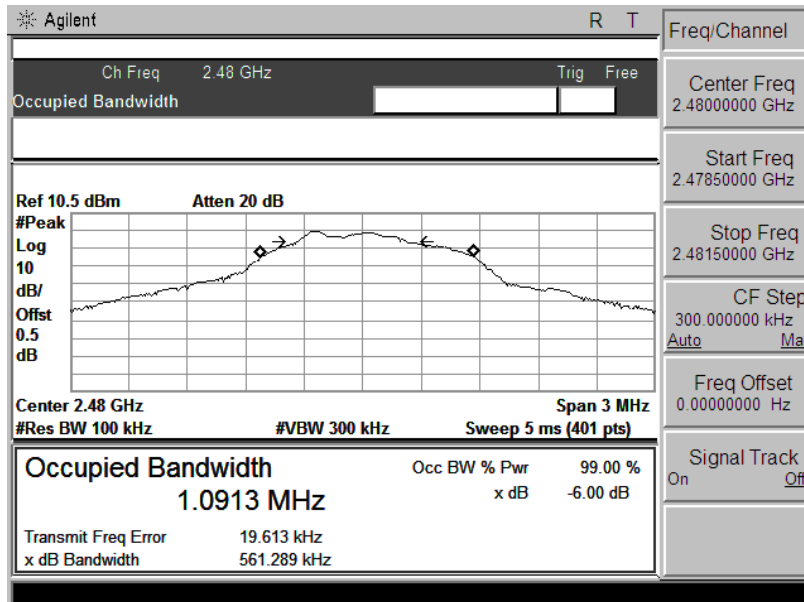 Agilent R T
Freq/Channel
Ch Freq 2.48 GHz Trig Free
Occupied Bandwidth
Center Freq
2.48000000 GHz
Start Freq
2.47850000 GHz
Stop Freq
2.48150000 GHz
CF Step
300.000000 kHz
Auto Ma
Freq Offset
0.00000000 Hz
Signal Track
On Off
Ref 10.5 dBm Atten 20 dB
#Peak
Log
10
dB/
Offst
0.5
dB
Center 2.48 GHz Span 3 MHz
#Res BW 100 kHz #VBW 300 kHz Sweep 5 ms (401 pts)
Occupied Bandwidth
1.0913 MHz
Occ BW % Pwr 99.00 %
x dB -6.00 dB
Transmit Freq Error 19.613 kHz
x dB Bandwidth 561.289 kHz